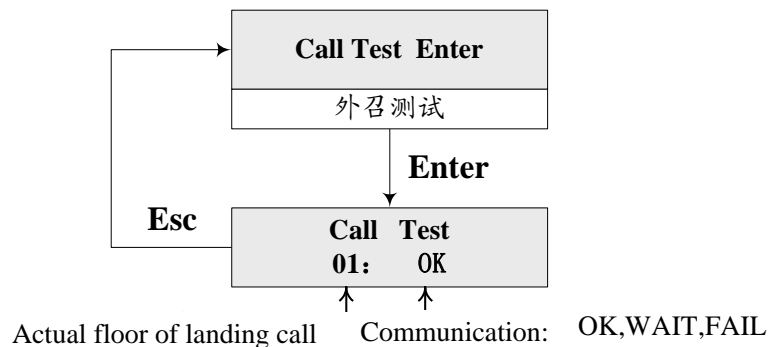 Call Test Enter
外召测试
Enter
Esc
Call Test
01： OK
Actual floor of landing call Communication: OK,WAIT,FAIL